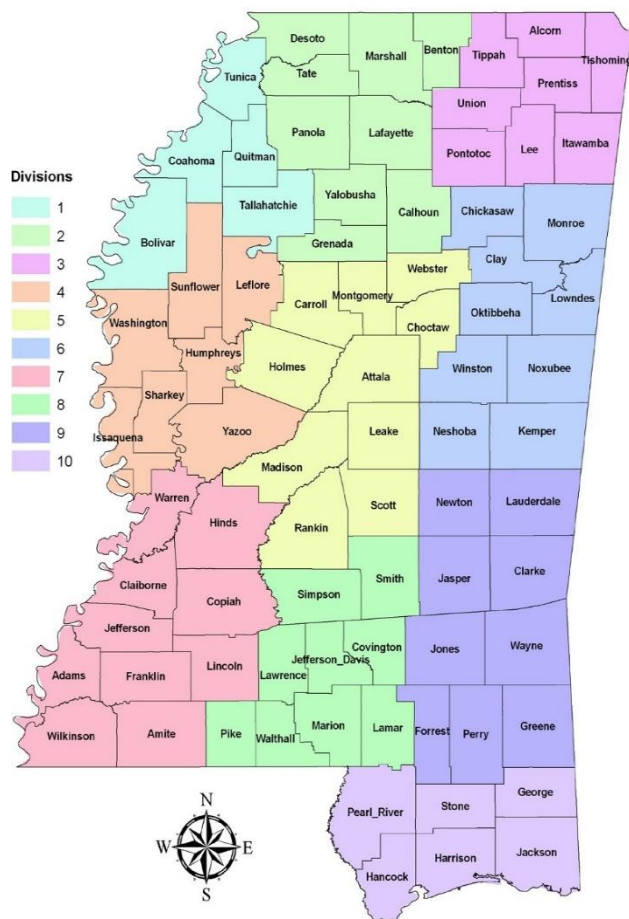 Desoto
Marshall
Benton
Tippah
Alcorn
Tishoming
Tunica
Tate
Prentiss
Union
Panola
Lafayette
Coahoma
Quitman
Pontotoc
Lee
Itawamba
Divisions
1
2
3
4
5
6
7
8
9
10
Tallahatchie
Yalobusha
Calhoun
Chickasaw
Monroe
Bolivar
Grenada
Clay
Sunflower
Leflore
Webster
Carroll
Montgomery
Lowndes
Washington
Choctaw
Oktibbeha
Humphreys
Holmes
Attala
Winston
Noxubee
Sharkey
Issaquena
Yazoo
Leake
Neshoba
Kemper
Madison
Warren
Hinds
Rankin
Scott
Newton
Lauderdale
Claiborne
Copiah
Simpson
Smith
Jasper
Clarke
Jefferson
Covington
Jones
Wayne
Adams
Franklin
Lincoln
Lawrence
Jefferson_Davis
Wilkinson
Amite
Pike
Walthall
Marion
Lamar
Forrest
Perry
Greene
Pearl_River
Stone
George
Hancock
Harrison
Jackson
N
W
E
S